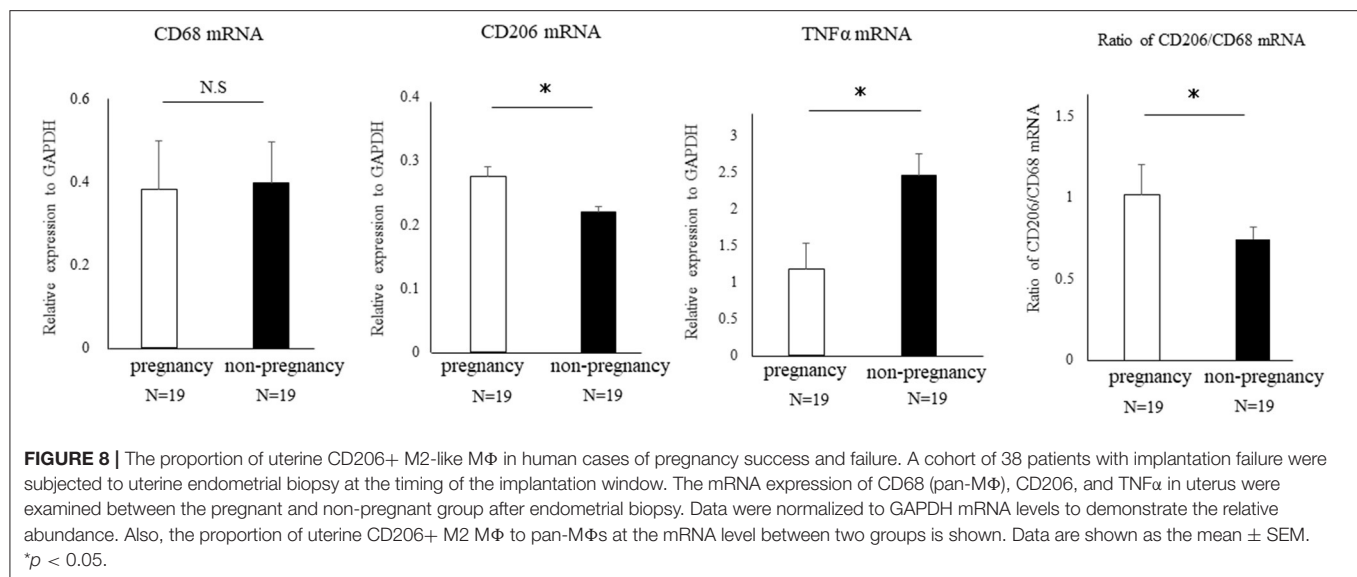 CD68 mRNA
N.S
0.6
0.4
0.2
0
Relative expression to GAPDH
pregnancy non-pregnancy
N=19 N=19
CD206 mRNA
*
0.4
0.3
0.2
0.1
0
Relative expression to GAPDH
pregnancy non-pregnancy
N=19 N=19
TNFα mRNA
*
3
2.5
2
1.5
1
0.5
0
Relative expression to GAPDH
pregnancy non-pregnancy
N=19 N=19
Ratio of CD206/CD68 mRNA
*
1.5
1
0.5
0
Ratio of CD206/CD68 mRNA
pregnancy non-pregnancy
N=19 N=19
FIGURE 8 | The proportion of uterine CD206+ M2-like MΦ in human cases of pregnancy success and failure. A cohort of 38 patients with implantation failure were
subjected to uterine endometrial biopsy at the timing of the implantation window. The mRNA expression of CD68 (pan-MΦ), CD206, and TNFα in uterus were
examined between the pregnant and non-pregnant group after endometrial biopsy. Data were normalized to GAPDH mRNA levels to demonstrate the relative
abundance. Also, the proportion of uterine CD206+ M2 MΦ to pan-MΦs at the mRNA level between two groups is shown. Data are shown as the mean ± SEM.
*p < 0.05.